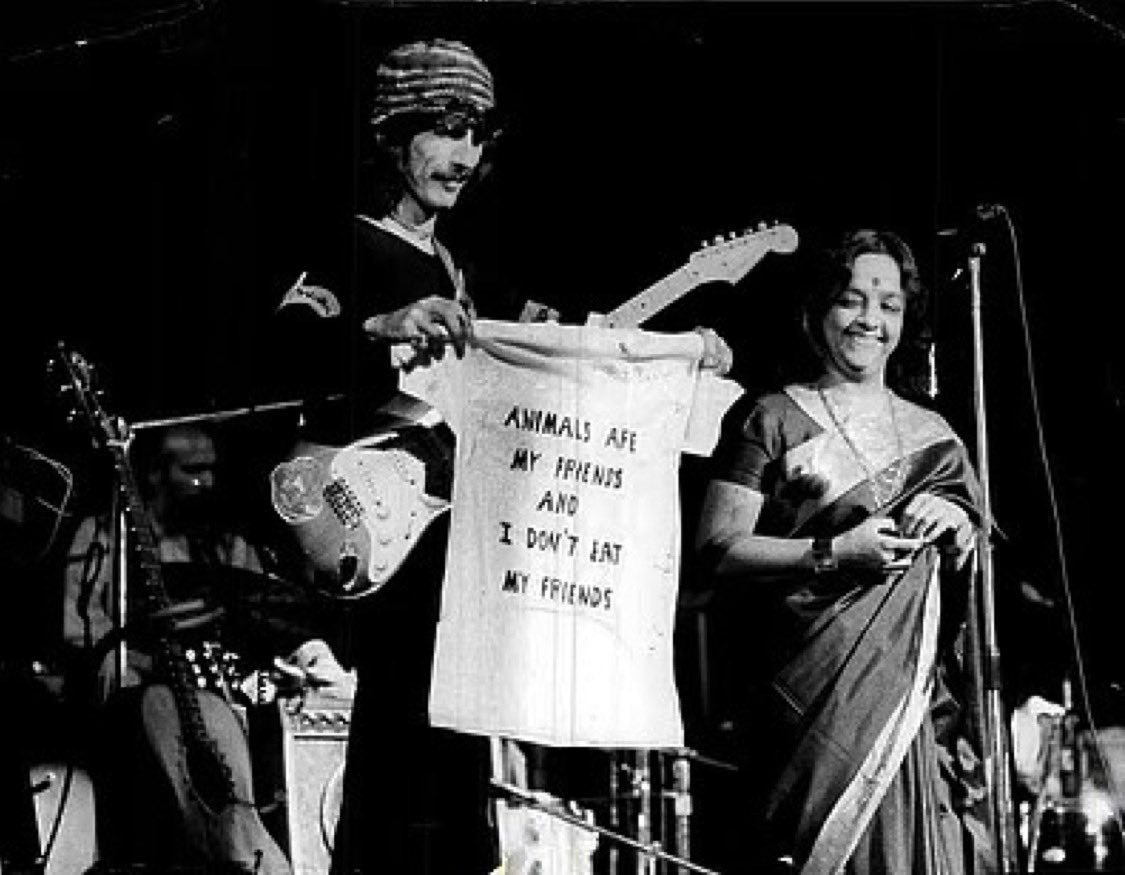 ANIMALS ARE
MY FRIENDS
AND
I DON'T EAT
MY FRIENDS